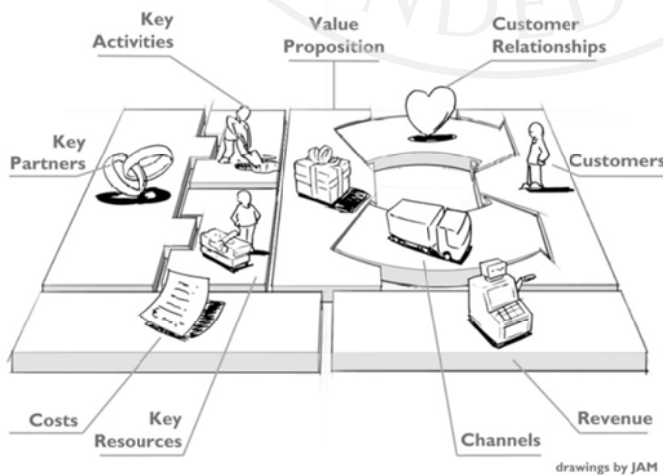 Key
Activities
Value
Proposition
Customer
Relationships
Key
Partners
Customers
Costs
Key
Resources
Channels
Revenue
drawings by JAM